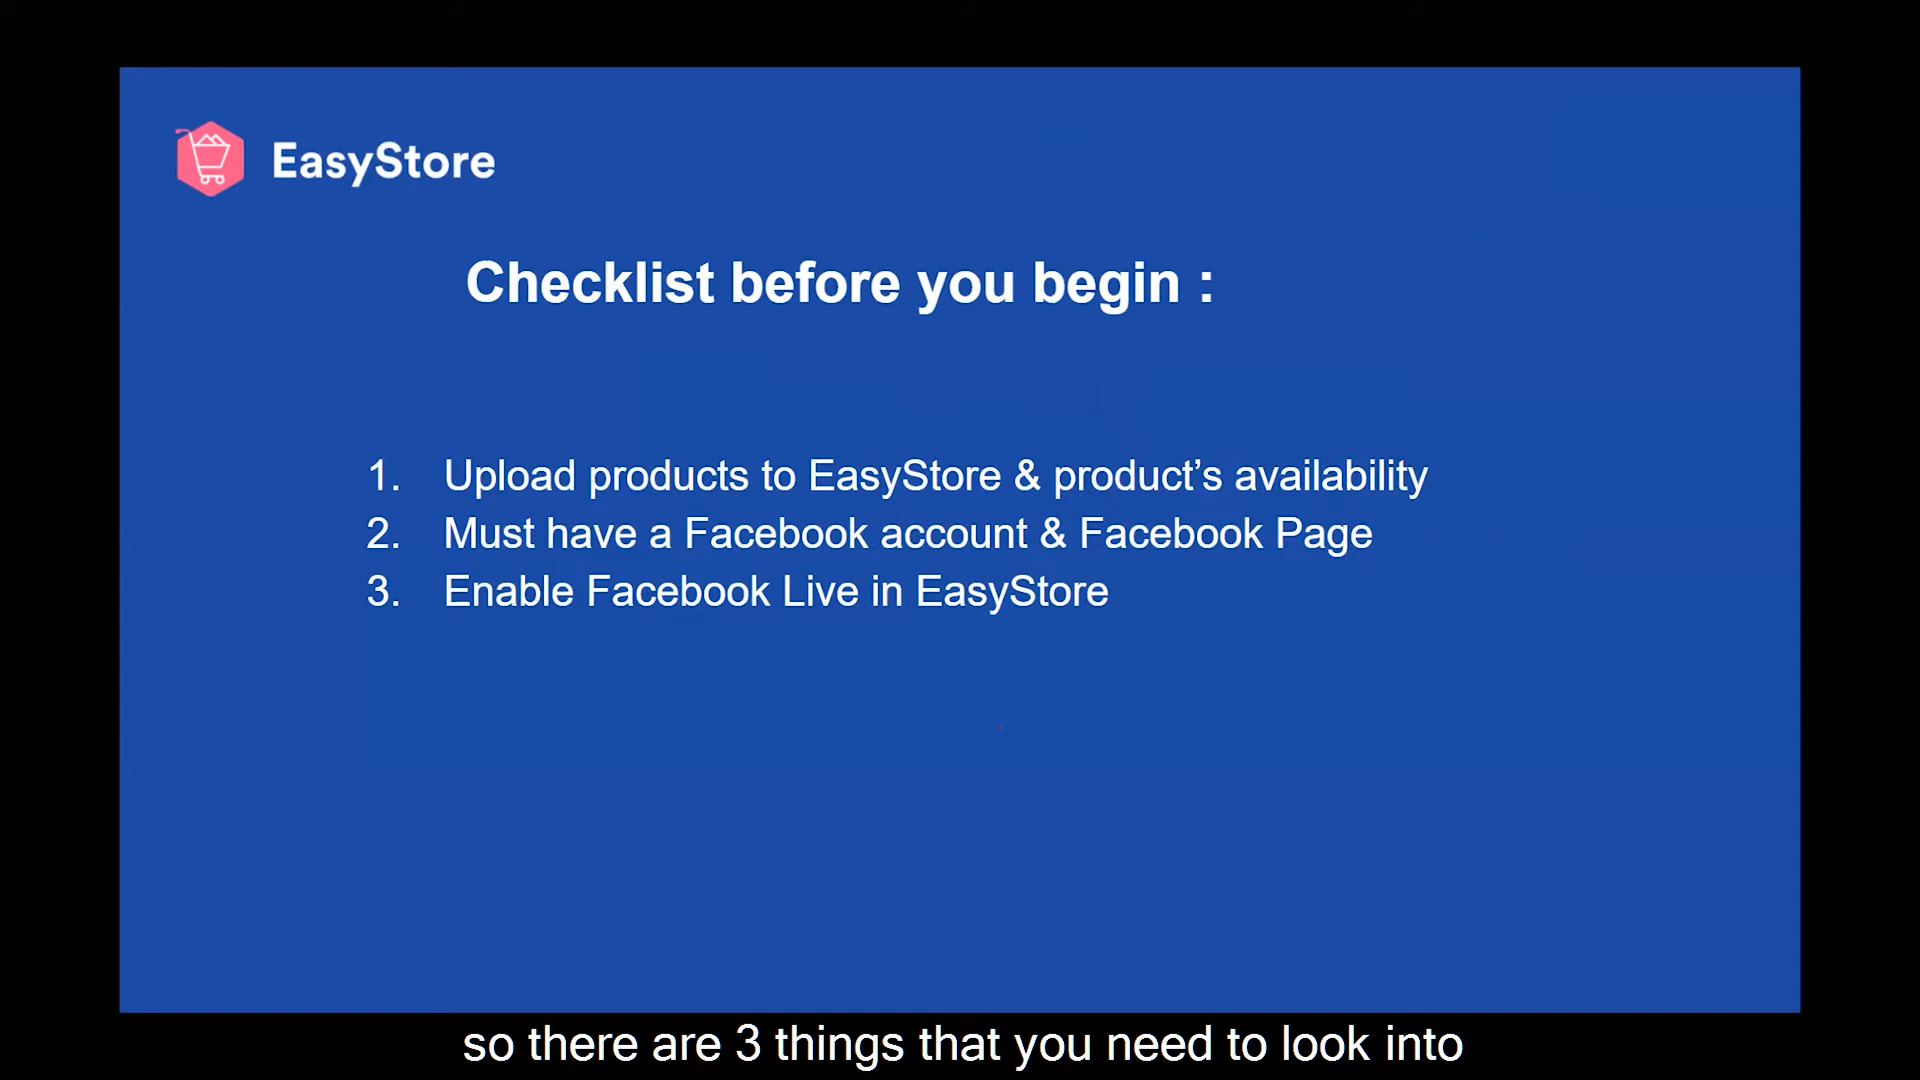 EasyStore
Checklist before you begin :
1. Upload products to EasyStore & product’s availability
2. Must have a Facebook account & Facebook Page
3. Enable Facebook Live in EasyStore
so there are 3 things that you need to look into